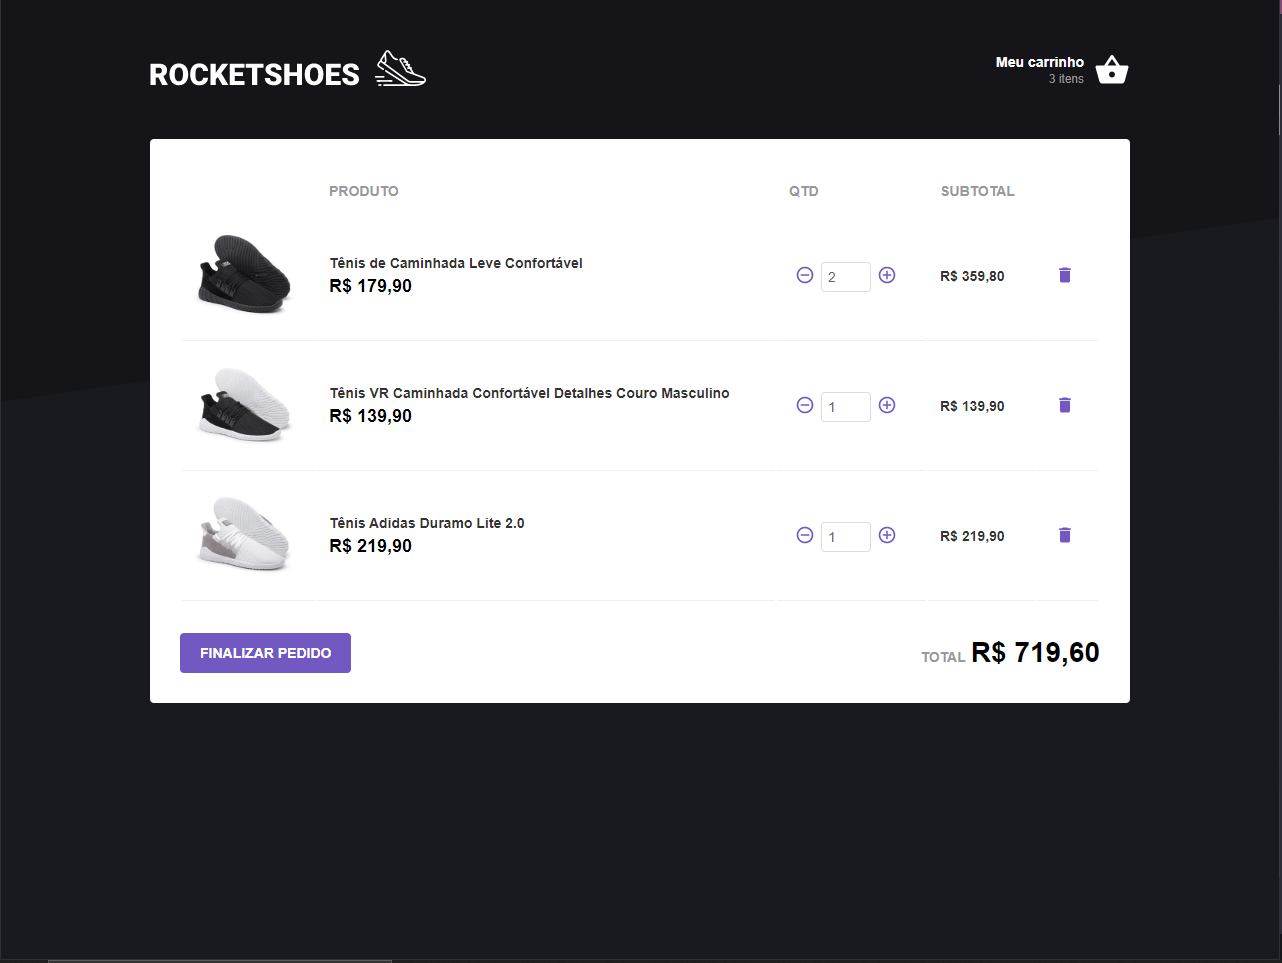 ROCKETSHOES
Meu carrinho
3 itens
PRODUTO QTD SUBTOTAL
Tênis de Caminhada Leve Confortável
R$ 179,90
2
R$ 359,80
Tênis VR Caminhada Confortável Detalhes Couro Masculino
R$ 139,90
1
R$ 139,90
Tênis Adidas Duramo Lite 2.0
R$ 219,90
1
R$ 219,90
FINALIZAR PEDIDO
TOTAL R$ 719,60